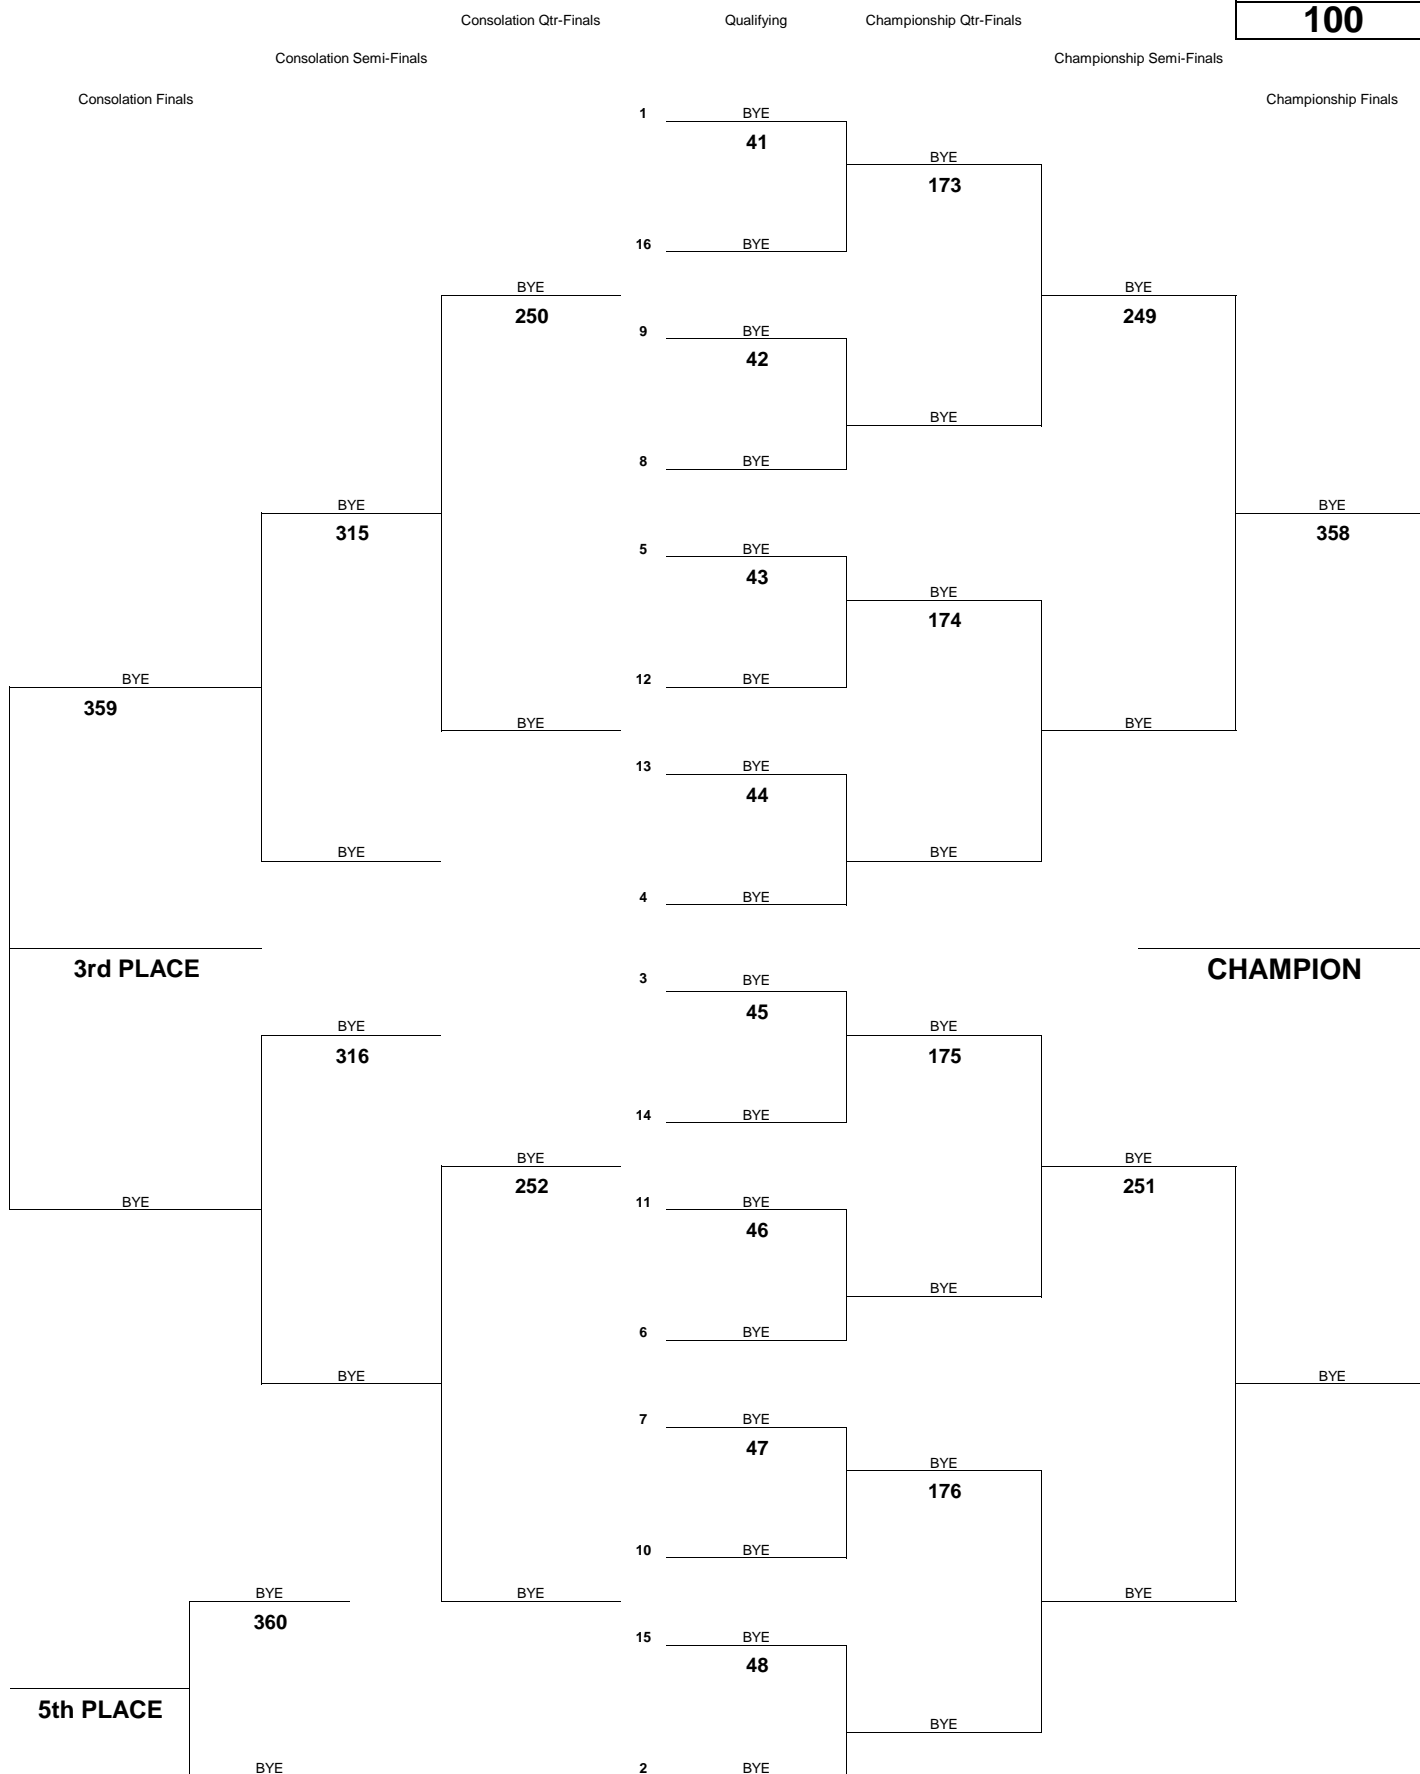 100
Consolation Qtr-Finals Qualifying Championship Qtr-Finals
Consolation Semi-Finals Championship Semi-Finals
Consolation Finals Championship Finals
1 BYE
41
BYE
173
16 BYE
BYE BYE
250 249
9 BYE
42
BYE
8 BYE
BYE BYE
315 358
5 BYE
43
BYE
174
BYE 12 BYE
359
BYE BYE
13 BYE
44
BYE BYE
4 BYE
3rd PLACE CHAMPION
3 BYE
45
BYE BYE
316 175
14 BYE
BYE BYE
252 251
BYE 11 BYE
46
BYE
6 BYE
BYE BYE
7 BYE
47
BYE
176
10 BYE
BYE BYE BYE
360
15 BYE
48
5th PLACE
BYE
BYE 2 BYE